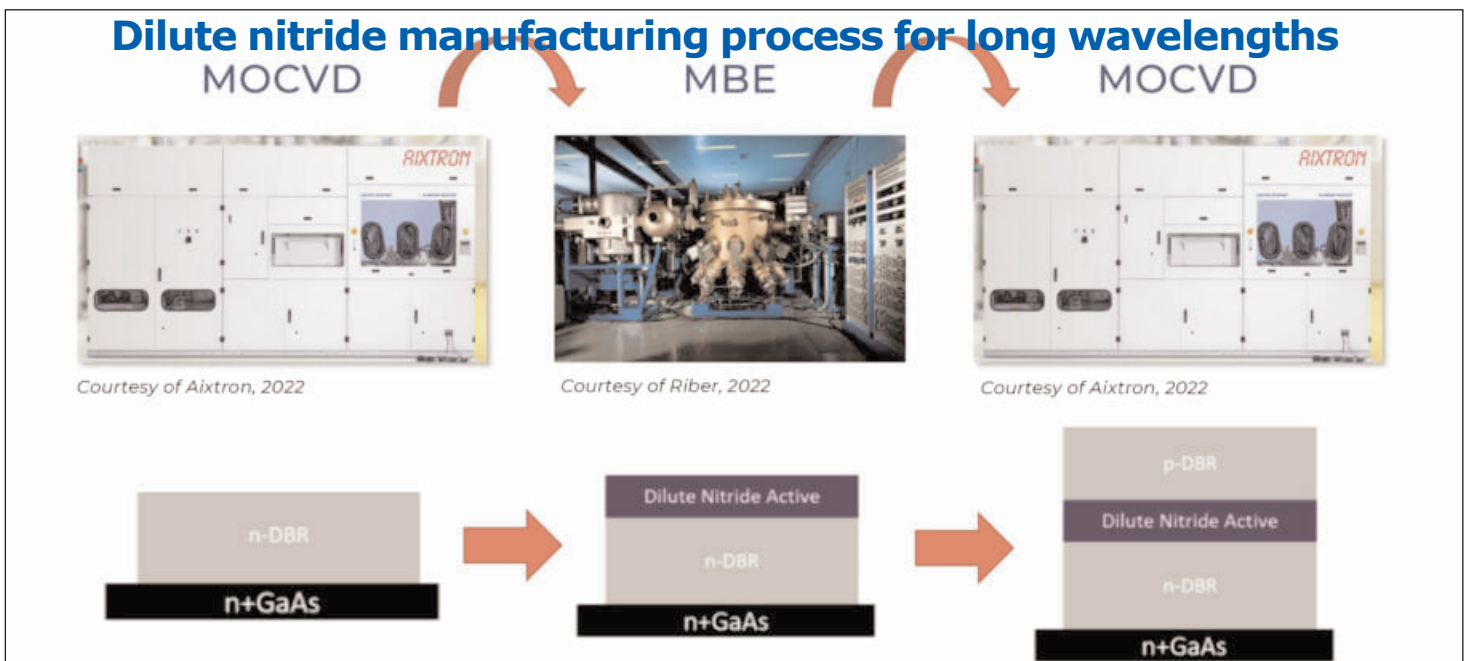 Dilute nitride manufacturing process for long wavelengths
MOCVD
MBE
MOCVD
AIXTRON
AIXTRON
Courtesy of Aixtron, 2022
Courtesy of Riber, 2022
Courtesy of Aixtron, 2022
n-DBR
n+GaAs
Dilute Nitride Active
n-DBR
n+GaAs
p-DBR
Dilute Nitride Active
n-DBR
n+GaAs